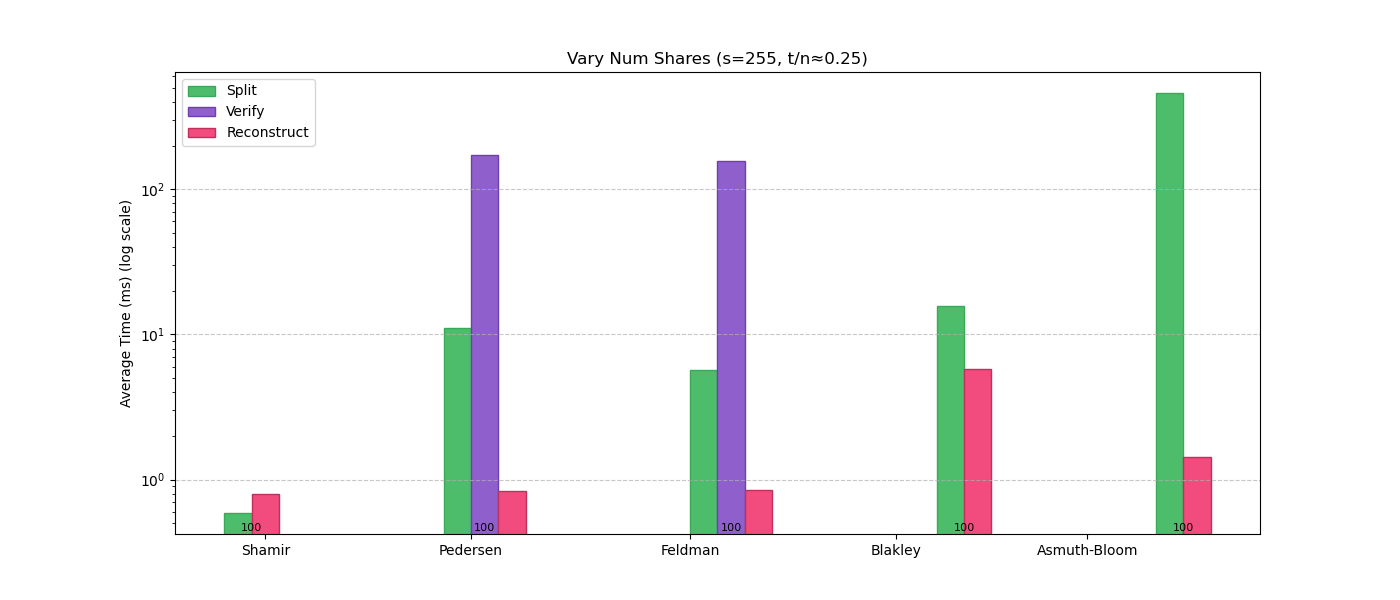 Vary Num Shares (s=255, t/n≈0.25)
Split
Verify
Reconstruct
Average Time (ms) (log scale)
10²
10¹
10⁰
100
100
100
100
100
Shamir
Pedersen
Feldman
Blakley
Asmuth-Bloom